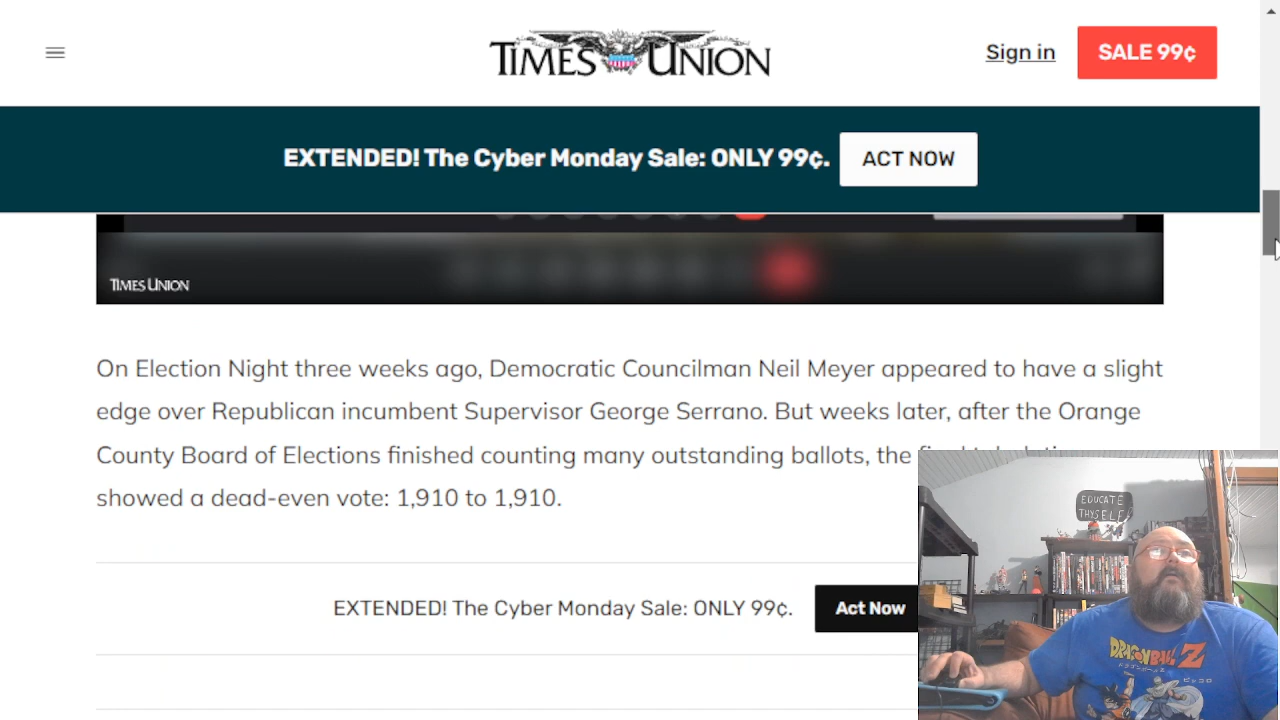 TIMES UNION
Sign in
SALE 99¢
EXTENDED! The Cyber Monday Sale: ONLY 99¢.
ACT NOW
TIMES UNION
On Election Night three weeks ago, Democratic Councilman Neil Meyer appeared to have a slight
edge over Republican incumbent Supervisor George Serrano. But weeks later, after the Orange
County Board of Elections finished counting many outstanding ballots, the
showed a dead-even vote: 1,910 to 1,910.
EXTENDED! The Cyber Monday Sale: ONLY 99¢.
Act Now
EDUCATE
THYSELF
DRAGON BALL Z